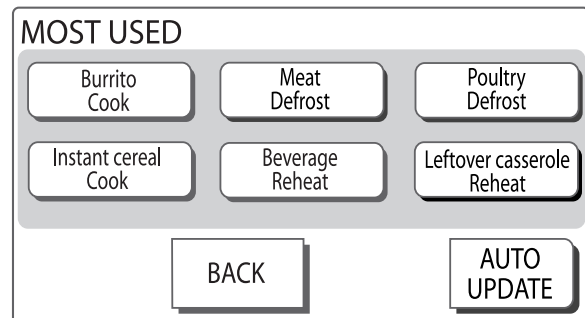 MOST USED
Burrito
Cook
Meat
Defrost
Poultry
Defrost
Instant cereal
Cook
Beverage
Reheat
Leftover casserole
Reheat
BACK
AUTO
UPDATE